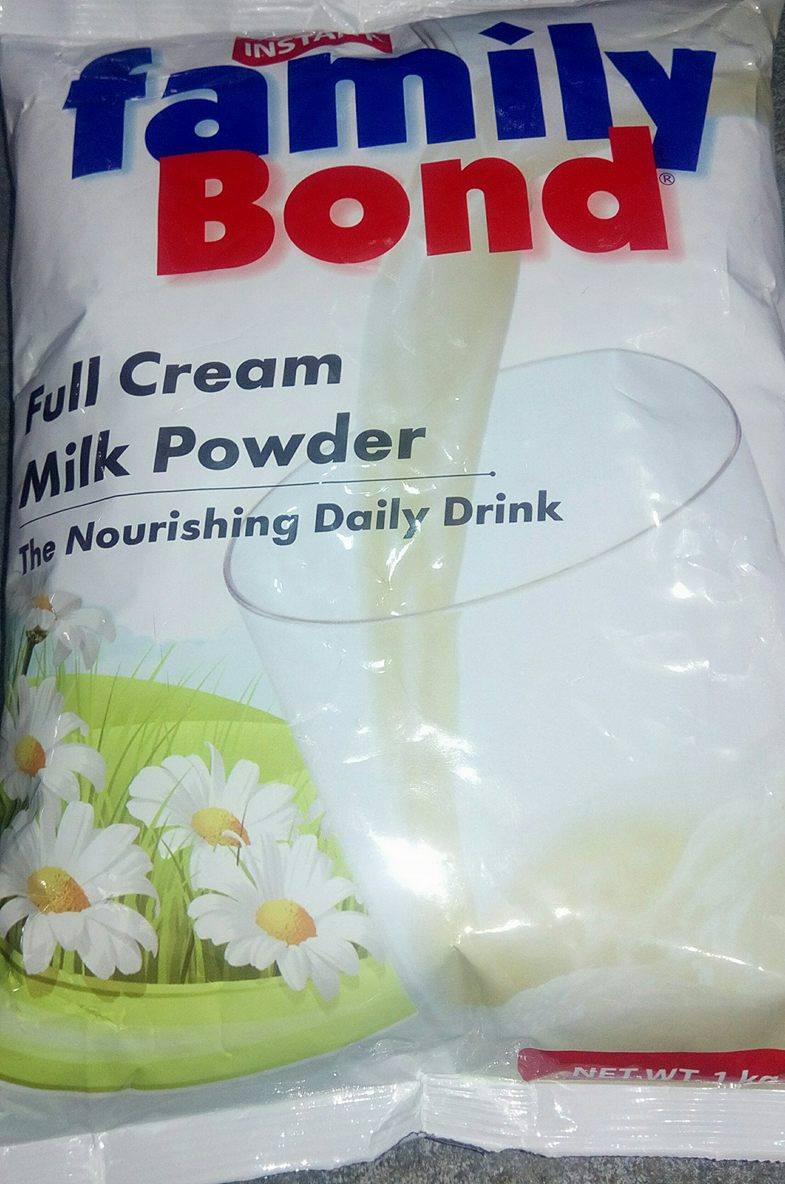 INSTANT
family
Bond®
Full Cream
Milk Powder
The Nourishing Daily Drink
NET WT. 1 kg